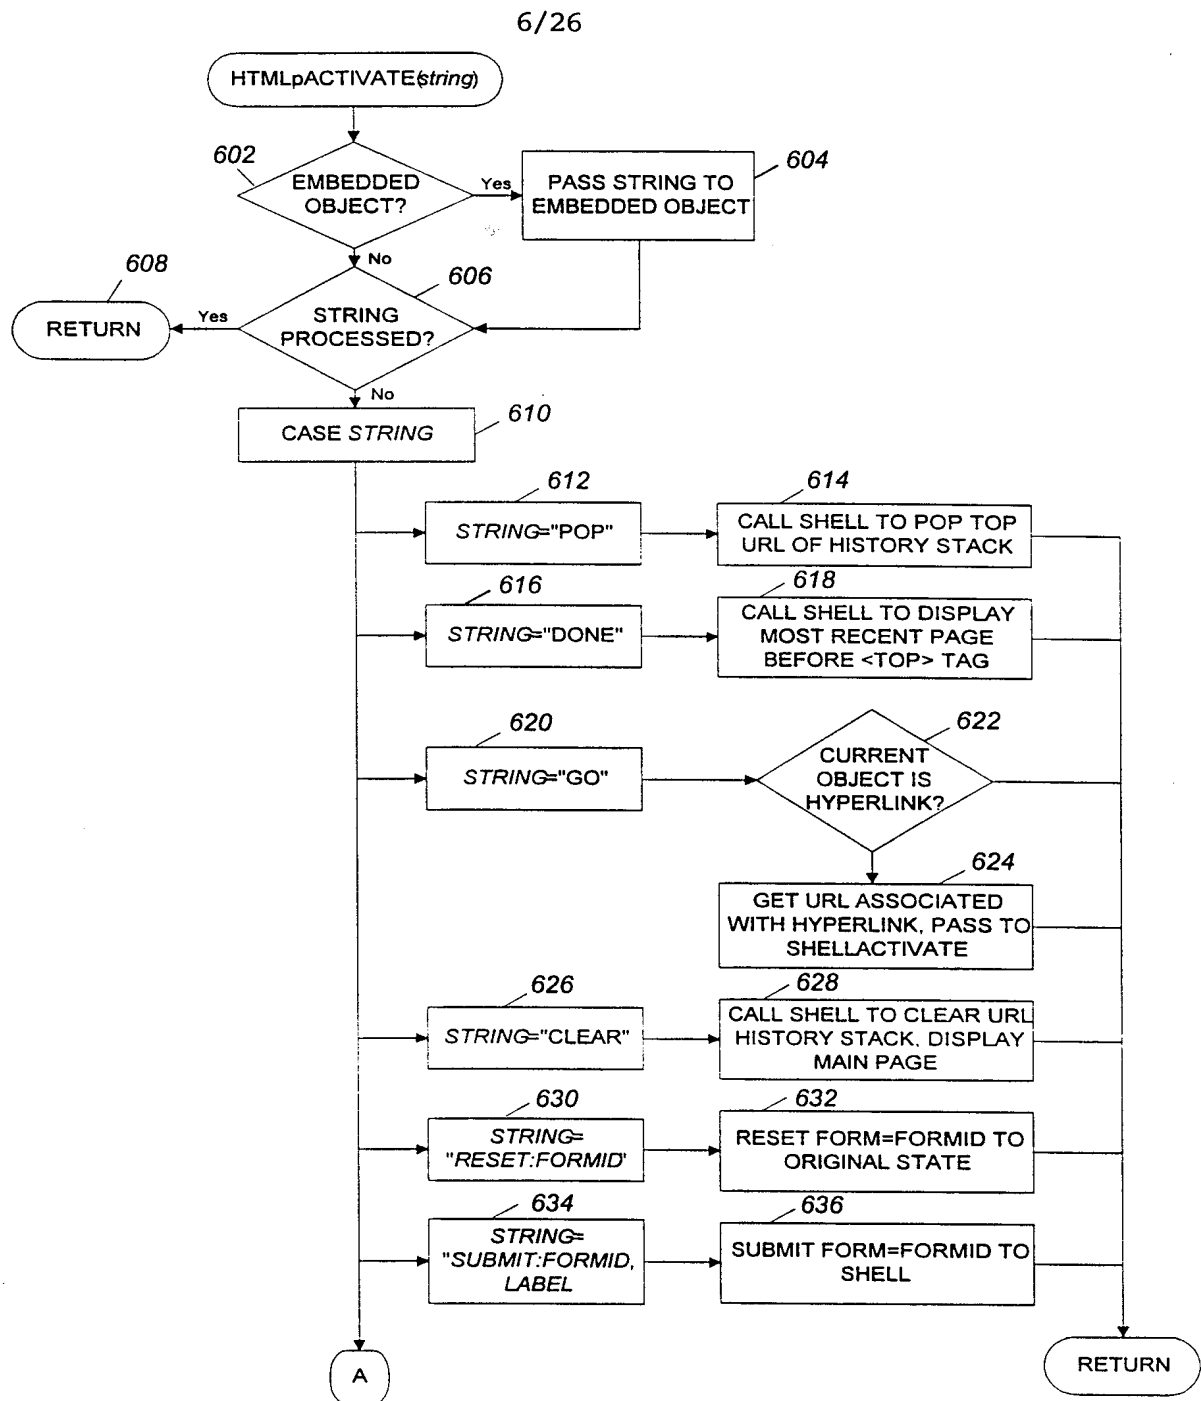 6/26
HTMLpACTIVATE(string)
602
EMBEDDED
OBJECT?
Yes
604
PASS STRING TO
EMBEDDED OBJECT
No
608
RETURN
Yes
606
STRING
PROCESSED?
No
610
CASE STRING
612
STRING="POP"
614
CALL SHELL TO POP TOP
URL OF HISTORY STACK
616
STRING="DONE"
618
CALL SHELL TO DISPLAY
MOST RECENT PAGE
BEFORE <TOP> TAG
620
STRING="GO"
622
CURRENT
OBJECT IS
HYPERLINK?
624
GET URL ASSOCIATED
WITH HYPERLINK, PASS TO
SHELLACTIVATE
626
STRING="CLEAR"
628
CALL SHELL TO CLEAR URL
HISTORY STACK, DISPLAY
MAIN PAGE
630
STRING=
"RESET:FORMID'
632
RESET FORM=FORMID TO
ORIGINAL STATE
634
STRING=
"SUBMIT:FORMID,
LABEL
636
SUBMIT FORM=FORMID TO
SHELL
A
RETURN